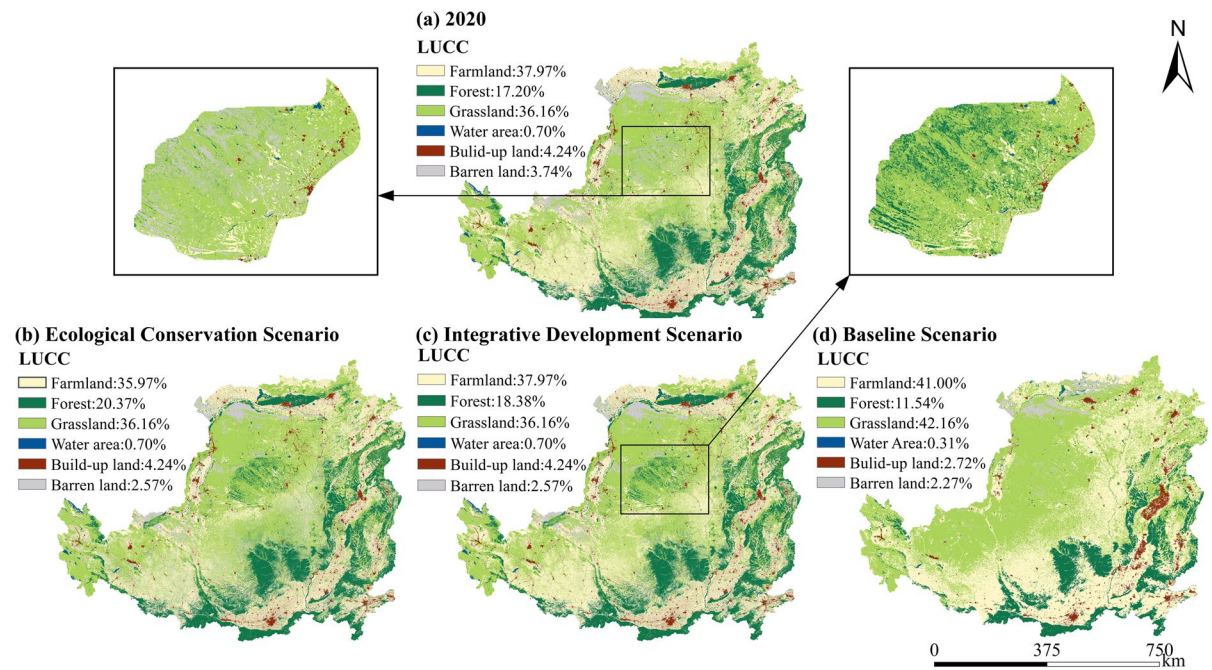 (a) 2020
LUCC
Farmland:37.97%
Forest:17.20%
Grassland:36.16%
Water area:0.70%
Bulid-up land:4.24%
Barren land:3.74%
N
(b) Ecological Conservation Scenario
LUCC
Farmland:35.97%
Forest:20.37%
Grassland:36.16%
Water area:0.70%
Build-up land:4.24%
Barren land:2.57%
(c) Integrative Development Scenario
LUCC
Farmland:37.97%
Forest:18.38%
Grassland:36.16%
Water area:0.70%
Build-up land:4.24%
Barren land:2.57%
(d) Baseline Scenario
LUCC
Farmland:41.00%
Forest:11.54%
Grassland:42.16%
Water Area:0.31%
Bulid-up land:2.72%
Barren land:2.27%
0 375 750
km